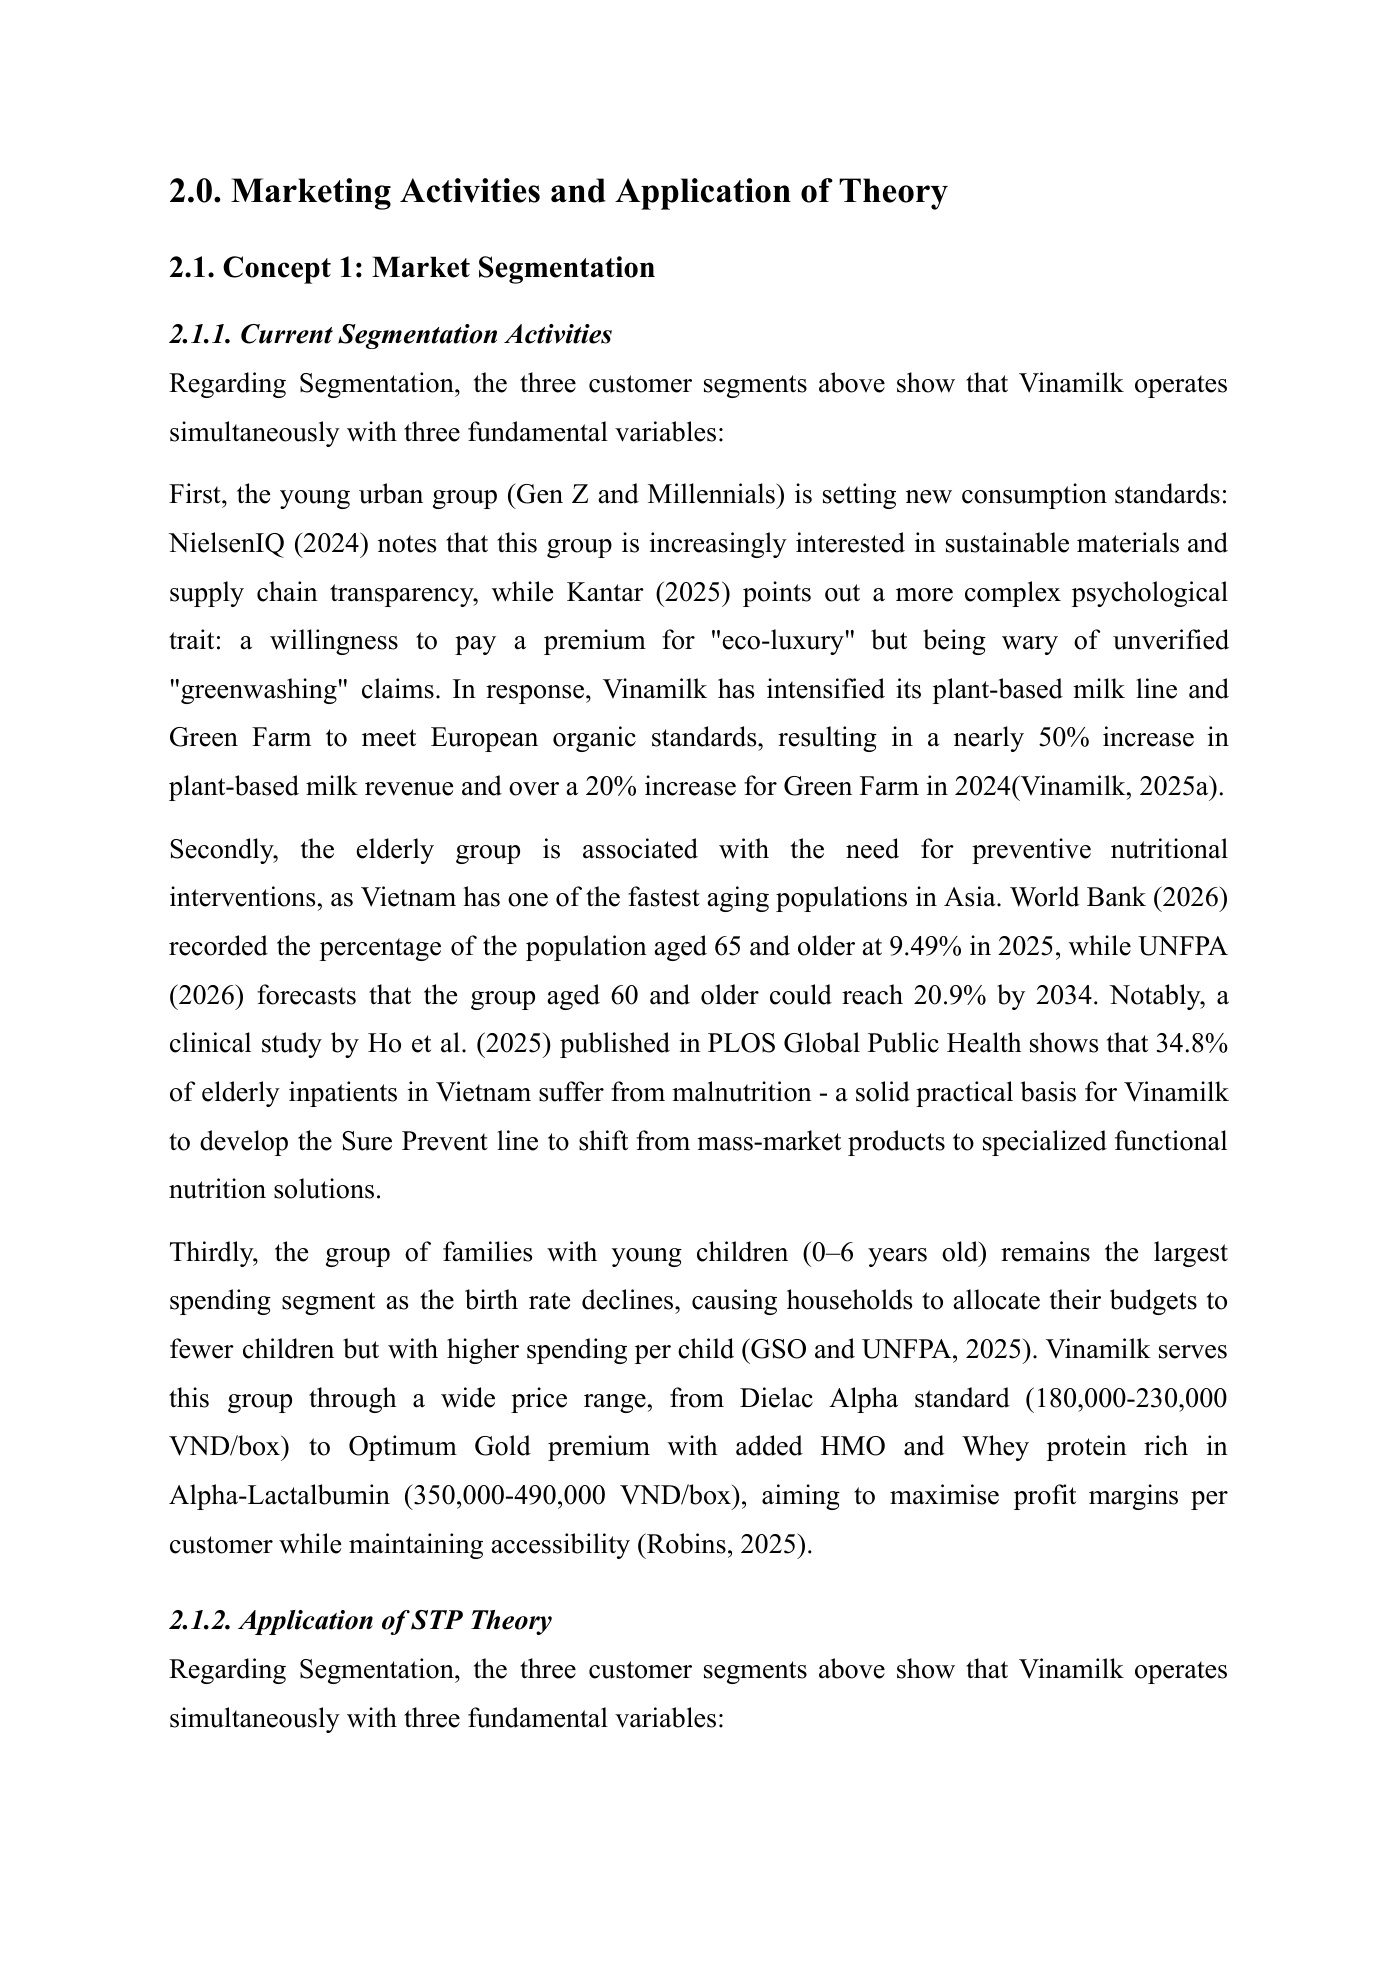 2.0. Marketing Activities and Application of Theory
2.1. Concept 1: Market Segmentation
2.1.1. Current Segmentation Activities
Regarding Segmentation, the three customer segments above show that Vinamilk operates
simultaneously with three fundamental variables:
First, the young urban group (Gen Z and Millennials) is setting new consumption standards:
NielsenIQ (2024) notes that this group is increasingly interested in sustainable materials and
supply chain transparency, while Kantar (2025) points out a more complex psychological
trait: a willingness to pay a premium for "eco-luxury" but being wary of unverified
"greenwashing" claims. In response, Vinamilk has intensified its plant-based milk line and
Green Farm to meet European organic standards, resulting in a nearly 50% increase in
plant-based milk revenue and over a 20% increase for Green Farm in 2024(Vinamilk, 2025a).
Secondly, the elderly group is associated with the need for preventive nutritional
interventions, as Vietnam has one of the fastest aging populations in Asia. World Bank (2026)
recorded the percentage of the population aged 65 and older at 9.49% in 2025, while UNFPA
(2026) forecasts that the group aged 60 and older could reach 20.9% by 2034. Notably, a
clinical study by Ho et al. (2025) published in PLOS Global Public Health shows that 34.8%
of elderly inpatients in Vietnam suffer from malnutrition - a solid practical basis for Vinamilk
to develop the Sure Prevent line to shift from mass-market products to specialized functional
nutrition solutions.
Thirdly, the group of families with young children (0–6 years old) remains the largest
spending segment as the birth rate declines, causing households to allocate their budgets to
fewer children but with higher spending per child (GSO and UNFPA, 2025). Vinamilk serves
this group through a wide price range, from Dielac Alpha standard (180,000-230,000
VND/box) to Optimum Gold premium with added HMO and Whey protein rich in
Alpha-Lactalbumin (350,000-490,000 VND/box), aiming to maximise profit margins per
customer while maintaining accessibility (Robins, 2025).
2.1.2. Application of STP Theory
Regarding Segmentation, the three customer segments above show that Vinamilk operates
simultaneously with three fundamental variables: